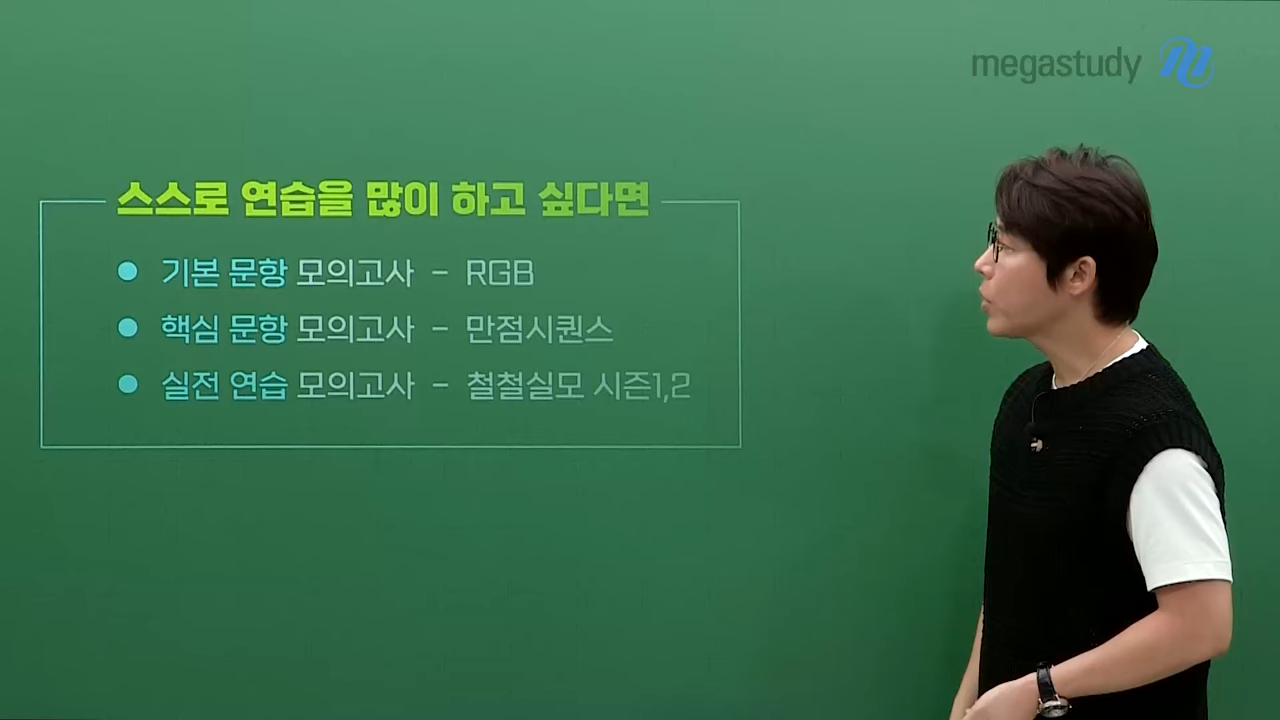 megastudy
스스로 연습을 많이 하고 싶다면
기본 문항 모의고사 - RGB
핵심 문항 모의고사 - 만점시퀀스
실전 연습 모의고사 - 철철실모 시즌1,2